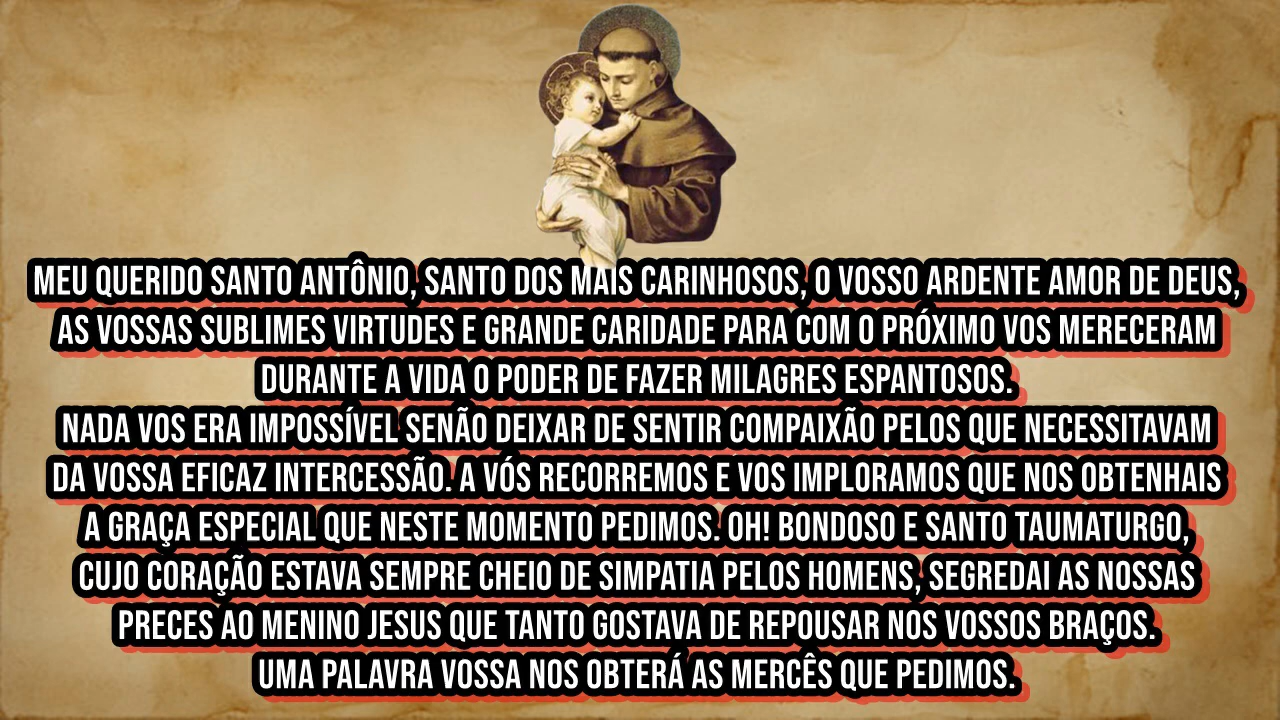 MEU QUERIDO SANTO ANTÔNIO, SANTO DOS MAIS CARINHOSOS, O VOSSO ARDENTE AMOR DE DEUS,
AS VOSSAS SUBLIMES VIRTUDES E GRANDE CARIDADE PARA COM O PRÓXIMO VOS MERECERAM
DURANTE A VIDA O PODER DE FAZER MILAGRES ESPANTOSOS.
NADA VOS ERA IMPOSSÍVEL SENÃO DEIXAR DE SENTIR COMPAIXÃO PELOS QUE NECESSITAVAM
DA VOSSA EFICAZ INTERCESSÃO. A VÓS RECORREMOS E VOS IMPLORAMOS QUE NOS OBTENHAIS
A GRAÇA ESPECIAL QUE NESTE MOMENTO PEDIMOS. OH! BONDOSO E SANTO TAUMATURGO,
CUJO CORAÇÃO ESTAVA SEMPRE CHEIO DE SIMPATIA PELOS HOMENS, SEGREDAI AS NOSSAS
PRECES AO MENINO JESUS QUE TANTO GOSTAVA DE REPOUSAR NOS VOSSOS BRAÇOS.
UMA PALAVRA VOSSA NOS OBTERÁ AS MERCÊS QUE PEDIMOS.